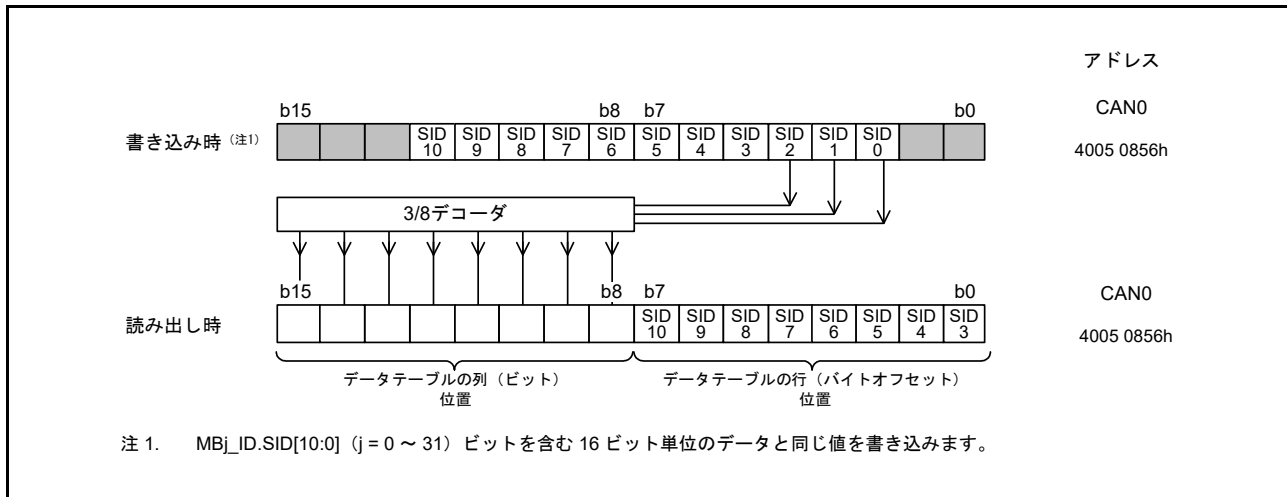 アドレス
b15 b8 b7 b0 CAN0
書き込み時（注1） SID 10 SID 9 SID 8 SID 7 SID 6 SID 5 SID 4 SID 3 SID 2 SID 1 SID 0 4005 0856h
3/8デコーダ
b15 b8 b7 b0 CAN0
読み出し時 SID 10 SID 9 SID 8 SID 7 SID 6 SID 5 SID 4 SID 3 4005 0856h
データテーブルの列（ビット） データテーブルの行（バイトオフセット）
位置 位置
注 1. MBj_ID.SID[10:0]（j = 0 ～ 31）ビットを含む 16 ビット単位のデータと同じ値を書き込みます。